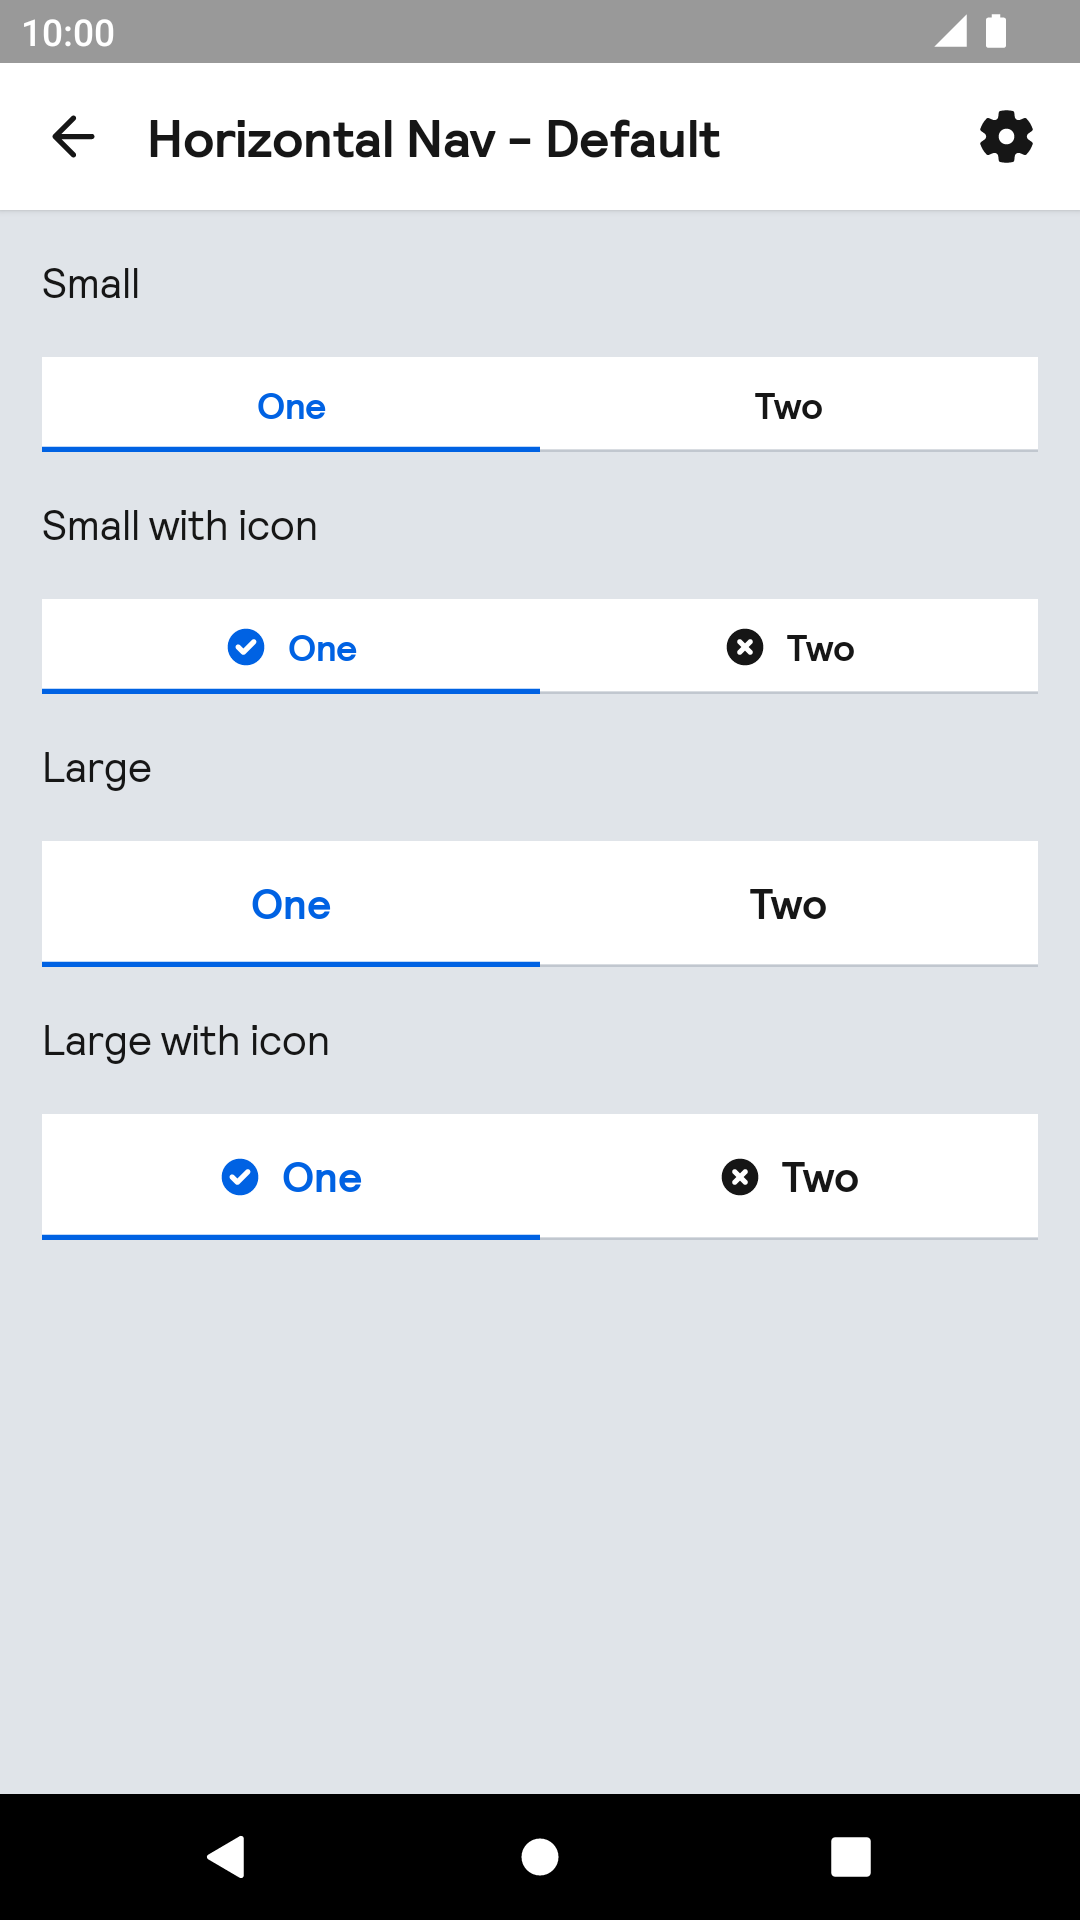 10:00
Horizontal Nav - Default
Small
One Two
Small with icon
One Two
Large
One Two
Large with icon
One Two